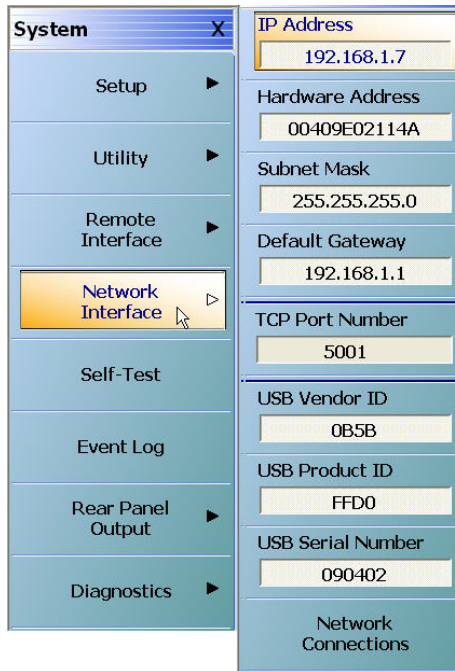 System X
Setup
Utility
Remote
Interface
Network
Interface
Self-Test
Event Log
Rear Panel
Output
Diagnostics
IP Address
192.168.1.7
Hardware Address
00409E02114A
Subnet Mask
255.255.255.0
Default Gateway
192.168.1.1
TCP Port Number
5001
USB Vendor ID
0B5B
USB Product ID
FFD0
USB Serial Number
090402
Network
Connections